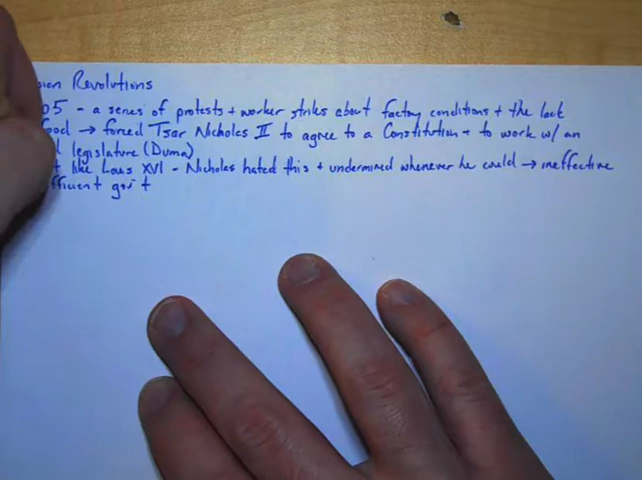 ian Revolutions
05 - a series of protests + worker strikes about factory conditions + the lack
food → forced Tsar Nicholas II to agree to a Constitution + to work w/ an
legislature (Duma)
like Louis XVI - Nicholas hated this + undermined whenever he could → ineffective
fficient gov't